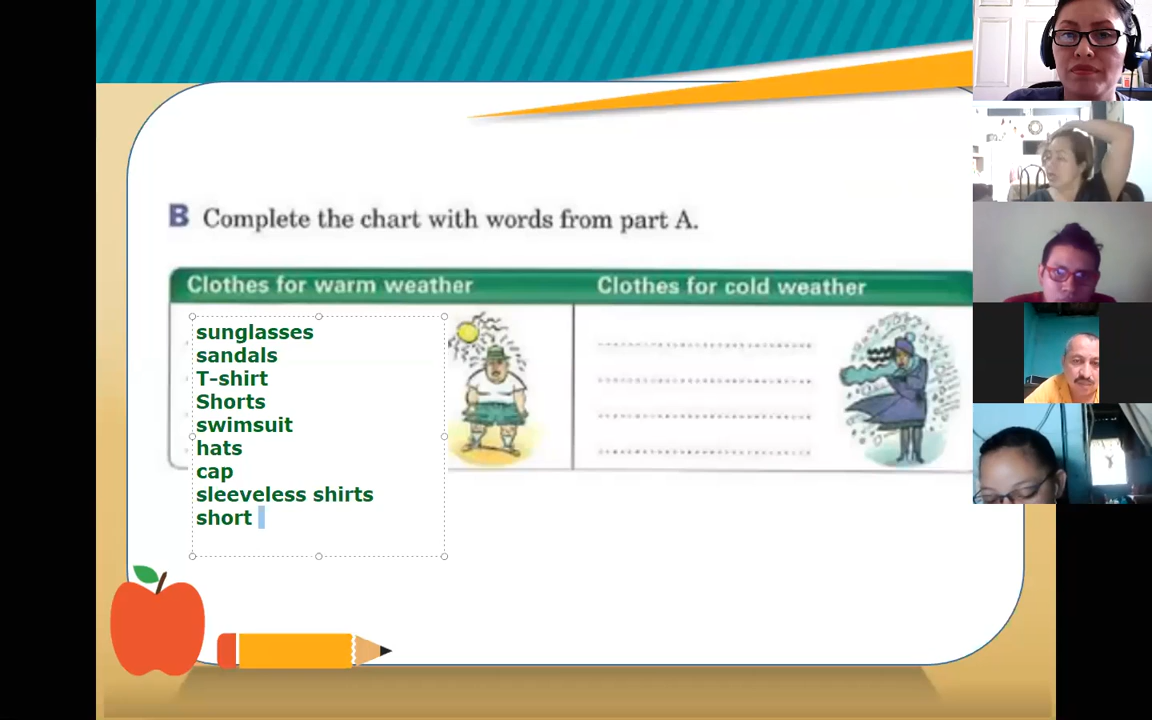 B Complete the chart with words from part A.
Clothes for warm weather
Clothes for cold weather
sunglasses
sandals
T-shirt
Shorts
swimsuit
hats
cap
sleeveless shirts
short